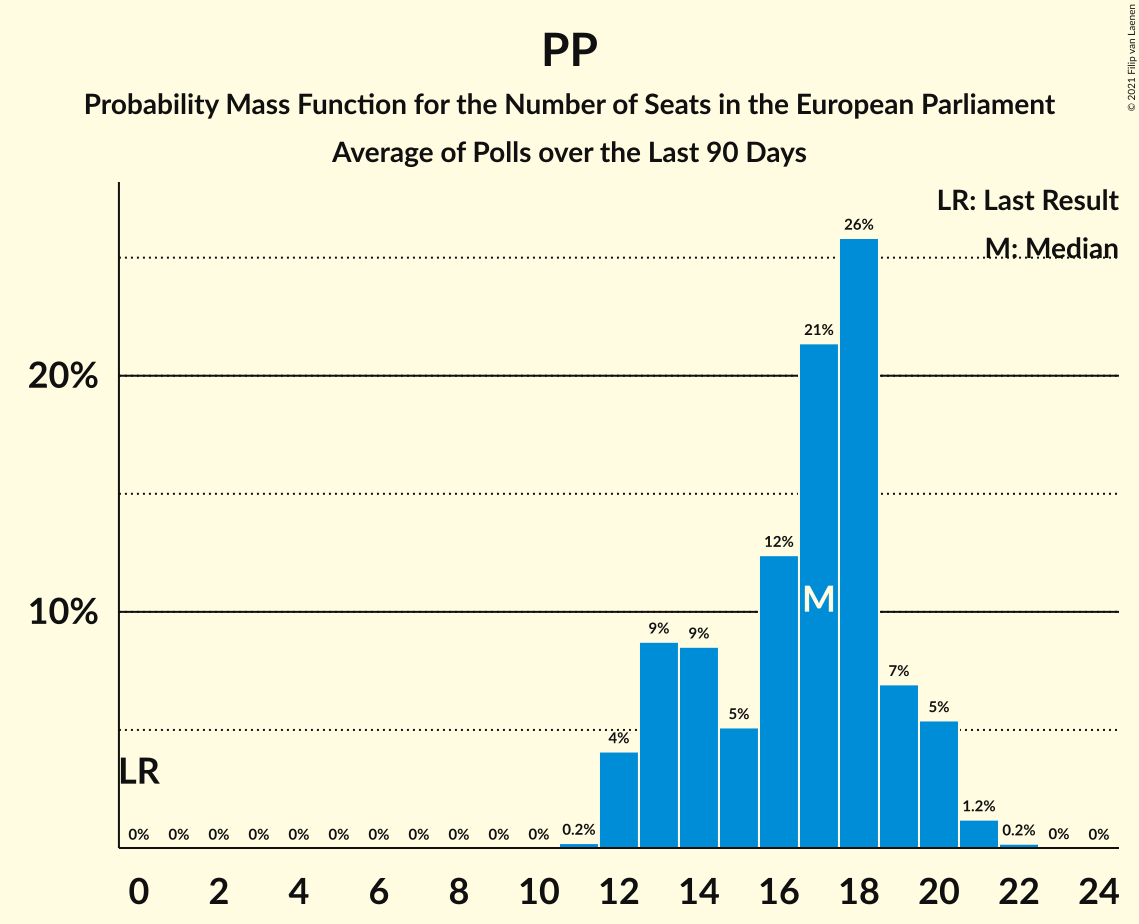 PP
Probability Mass Function for the Number of Seats in the European Parliament
Average of Polls over the Last 90 Days
© 2021 Filip van Laenen
LR: Last Result
M: Median
26%
21%
20%
12%
10%
M
9%
9%
7%
5%
5%
4%
LR
1.2%
0% 0% 0% 0% 0% 0% 0% 0% 0% 0% 0% 0.2% 0.2% 0% 0%
0 2 4 6 8 10 12 14 16 18 20 22 24